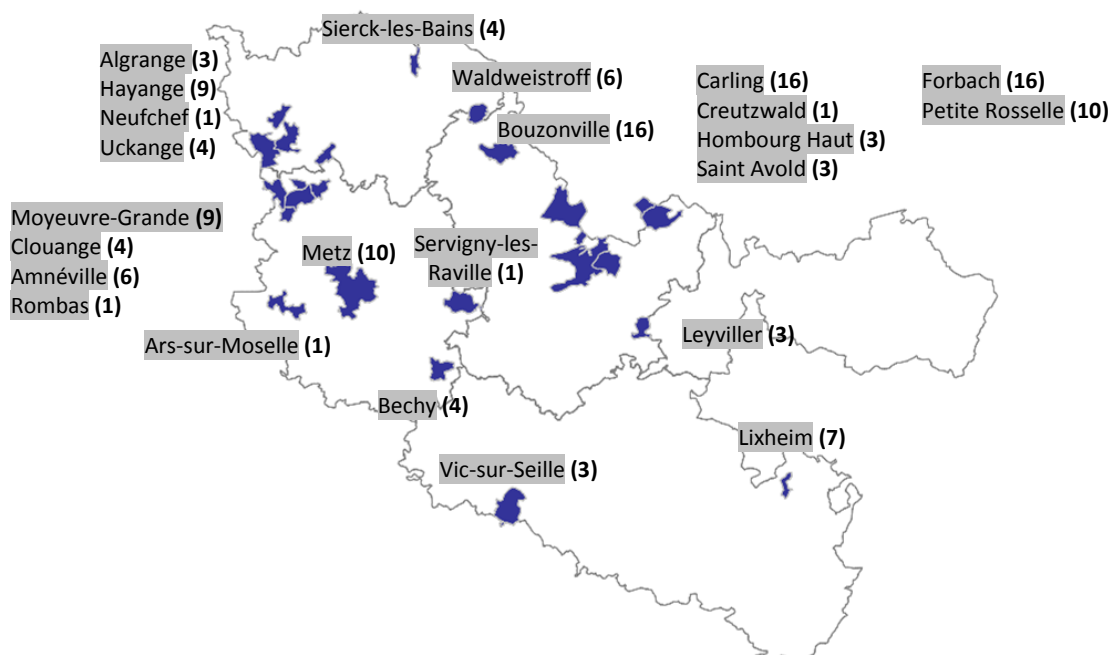 Sierck-les-Bains (4)
Algrange (3)
Hayange (9)
Neufchef (1)
Uckange (4)
Waldweistroff (6)
Bouzonville (16)
Carling (16)
Creutzwald (1)
Hombourg Haut (3)
Saint Avold (3)
Forbach (16)
Petite Rosselle (10)
Moyeuvre-Grande (9)
Clouange (4)
Amnéville (6)
Rombas (1)
Metz (10)
Servigny-les-
Raville (1)
Ars-sur-Moselle (1)
Leyviller (3)
Bechy (4)
Lixheim (7)
Vic-sur-Seille (3)